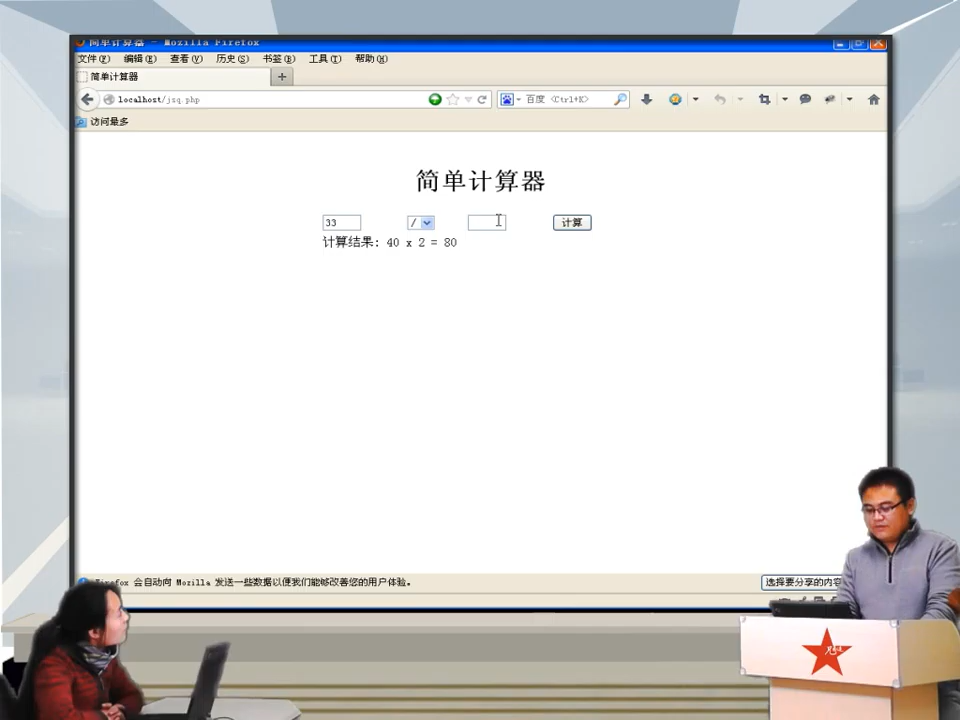 简单计算器 - Mozilla Firefox
文件(F) 编辑(E) 查看(V) 历史(S) 书签(B) 工具(T) 帮助(H)
简单计算器
localhost/jsq.php
百度 <Ctrl+K>
访问最多
简单计算器
33 / 计算
计算结果: 40 x 2 = 80
Firefox 会自动向 Mozilla 发送一些数据以便我们能够改善您的用户体验。
选择要分享的内容